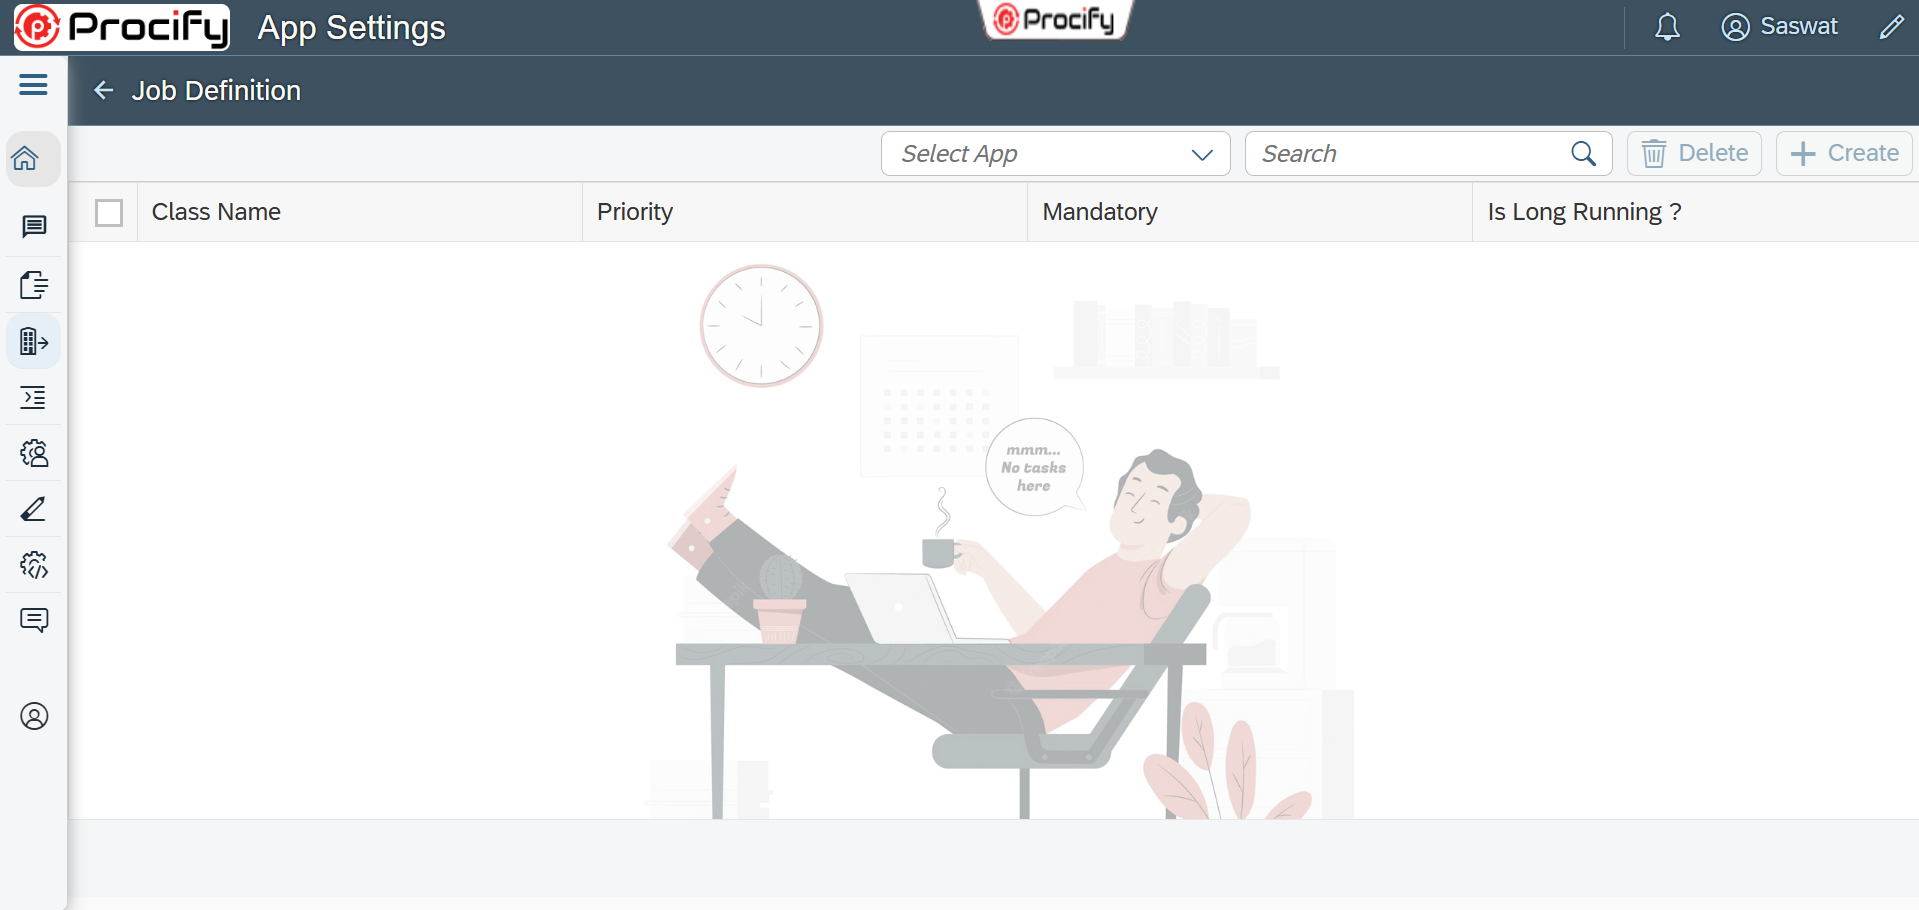 Procify App Settings Procify Saswat
Job Definition
Select App Search Delete Create
Class Name Priority Mandatory Is Long Running ?
mmm...
No tasks
here